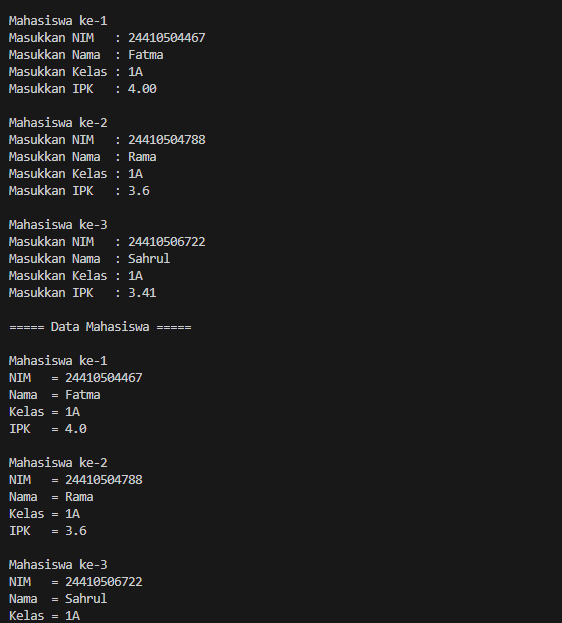 Mahasiswa ke-1
Masukkan NIM   : 24410504467
Masukkan Nama  : Fatma
Masukkan Kelas : 1A
Masukkan IPK   : 4.00

Mahasiswa ke-2
Masukkan NIM   : 24410504788
Masukkan Nama  : Rama
Masukkan Kelas : 1A
Masukkan IPK   : 3.6

Mahasiswa ke-3
Masukkan NIM   : 24410506722
Masukkan Nama  : Sahrul
Masukkan Kelas : 1A
Masukkan IPK   : 3.41

===== Data Mahasiswa =====

Mahasiswa ke-1
NIM   = 24410504467
Nama  = Fatma
Kelas = 1A
IPK   = 4.0

Mahasiswa ke-2
NIM   = 24410504788
Nama  = Rama
Kelas = 1A
IPK   = 3.6

Mahasiswa ke-3
NIM   = 24410506722
Nama  = Sahrul
Kelas = 1A